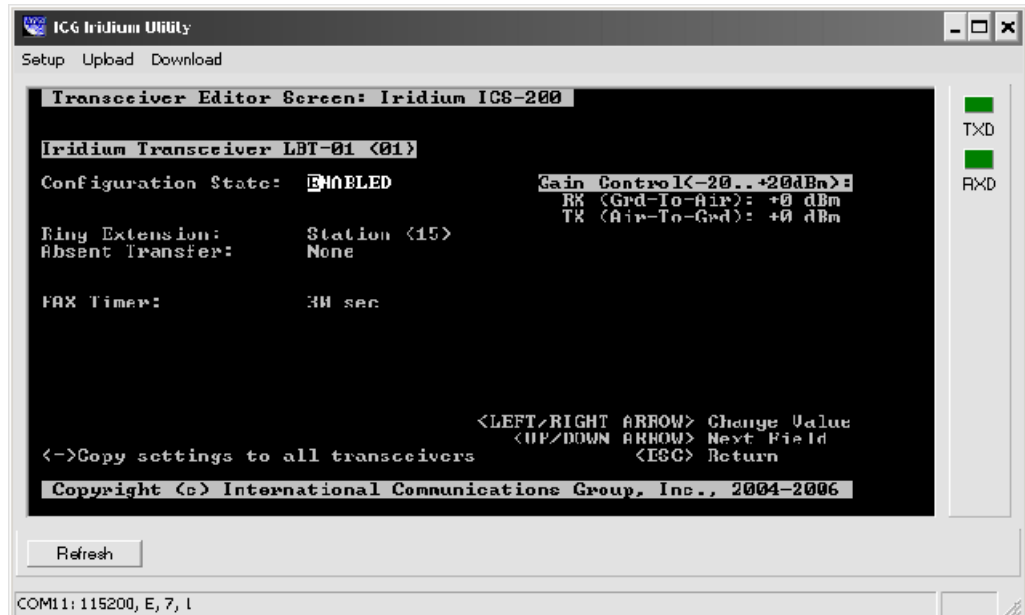 ICG Iridium Utility
Setup Upload Download
Transceiver Editor Screen: Iridium ICS-200
Iridium Transceiver LBT-01 <01>
Configuration State: ENABLED Gain Control<-20..+20dBm>:
RX <Grd-To-Air>: +0 dBm
TX <Air-To-Grd>: +0 dBm
Ring Extension: Station <15>
Absent Transfer: None
FAX Timer: 30 sec
<LEFT/RIGHT ARROW> Change Value
<UP/DOWN ARROW> Next Field
<->Copy settings to all transceivers <ESC> Return
Copyright <c> International Communications Group, Inc., 2004-2006
TXD
RXD
Refresh
COM11: 115200, E, 7, 1